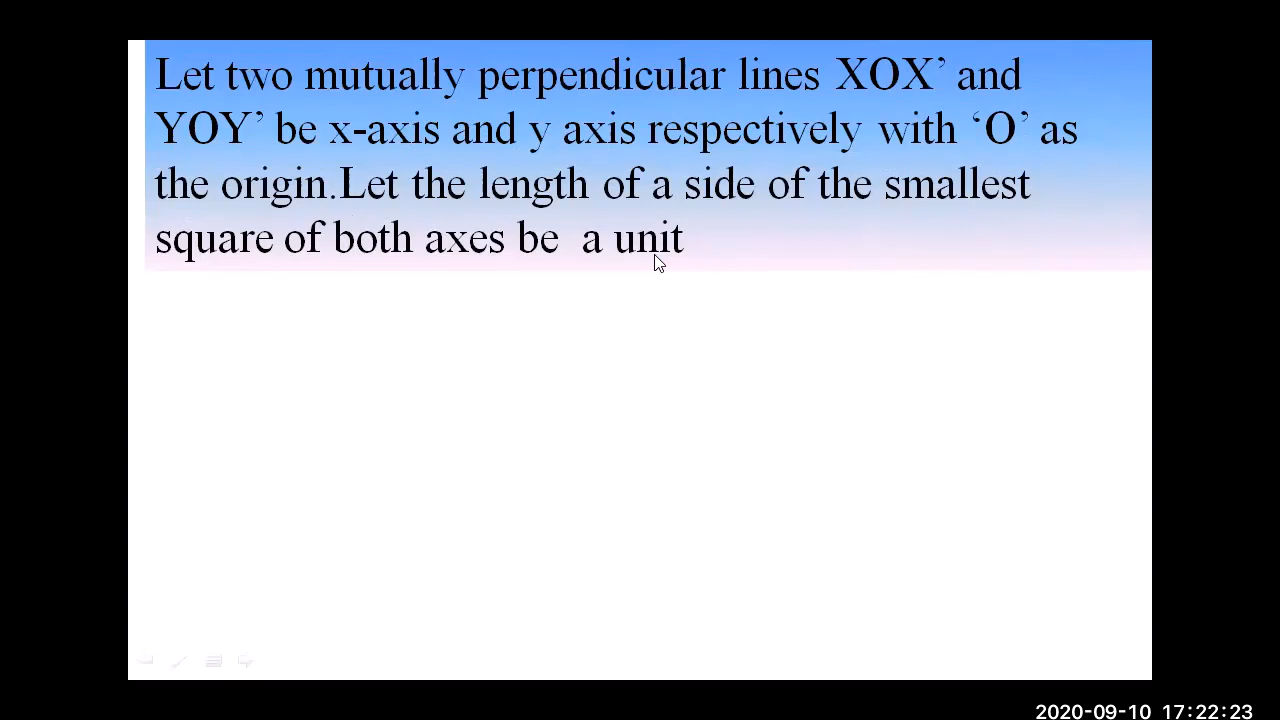 Let two mutually perpendicular lines XOX’ and
YOY’ be x-axis and y axis respectively with ‘O’ as
the origin.Let the length of a side of the smallest
square of both axes be  a unit
2020-09-10 17:22:23